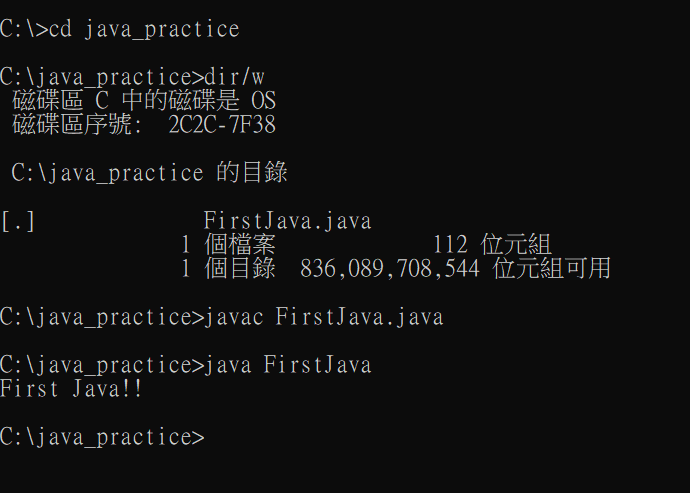 C:\>cd java_practice
C:\java_practice>dir/w
磁碟區 C 中的磁碟是 OS
磁碟區序號:  2C2C-7F38
C:\java_practice 的目錄
[.]              FirstJava.java
1 個檔案             112 位元組
1 個目錄  836,089,708,544 位元組可用
C:\java_practice>javac FirstJava.java
C:\java_practice>java FirstJava
First Java!!
C:\java_practice>